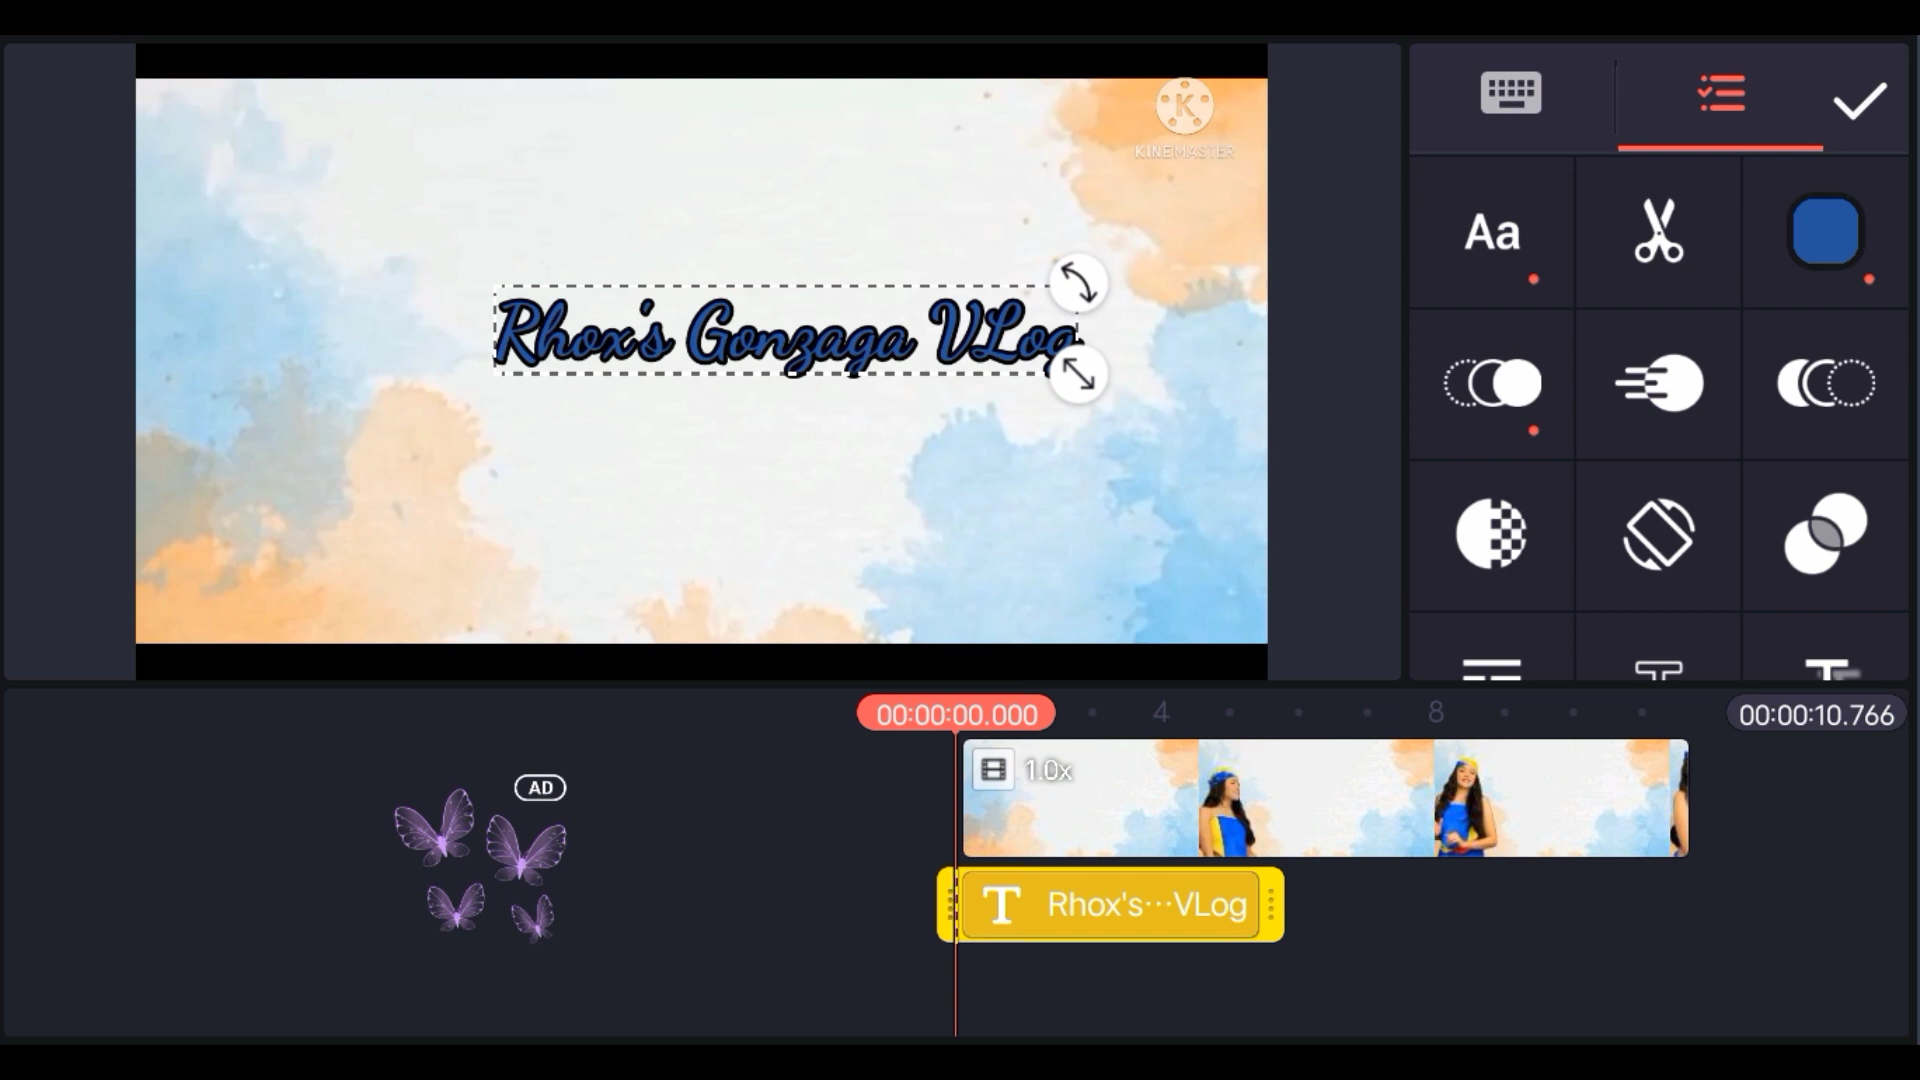 K
KINEMASTER
Rhox's Gonzaga VLog
Aa
00:00:00.000
4
8
00:00:10.766
1.0x
AD
T Rhox's···VLog